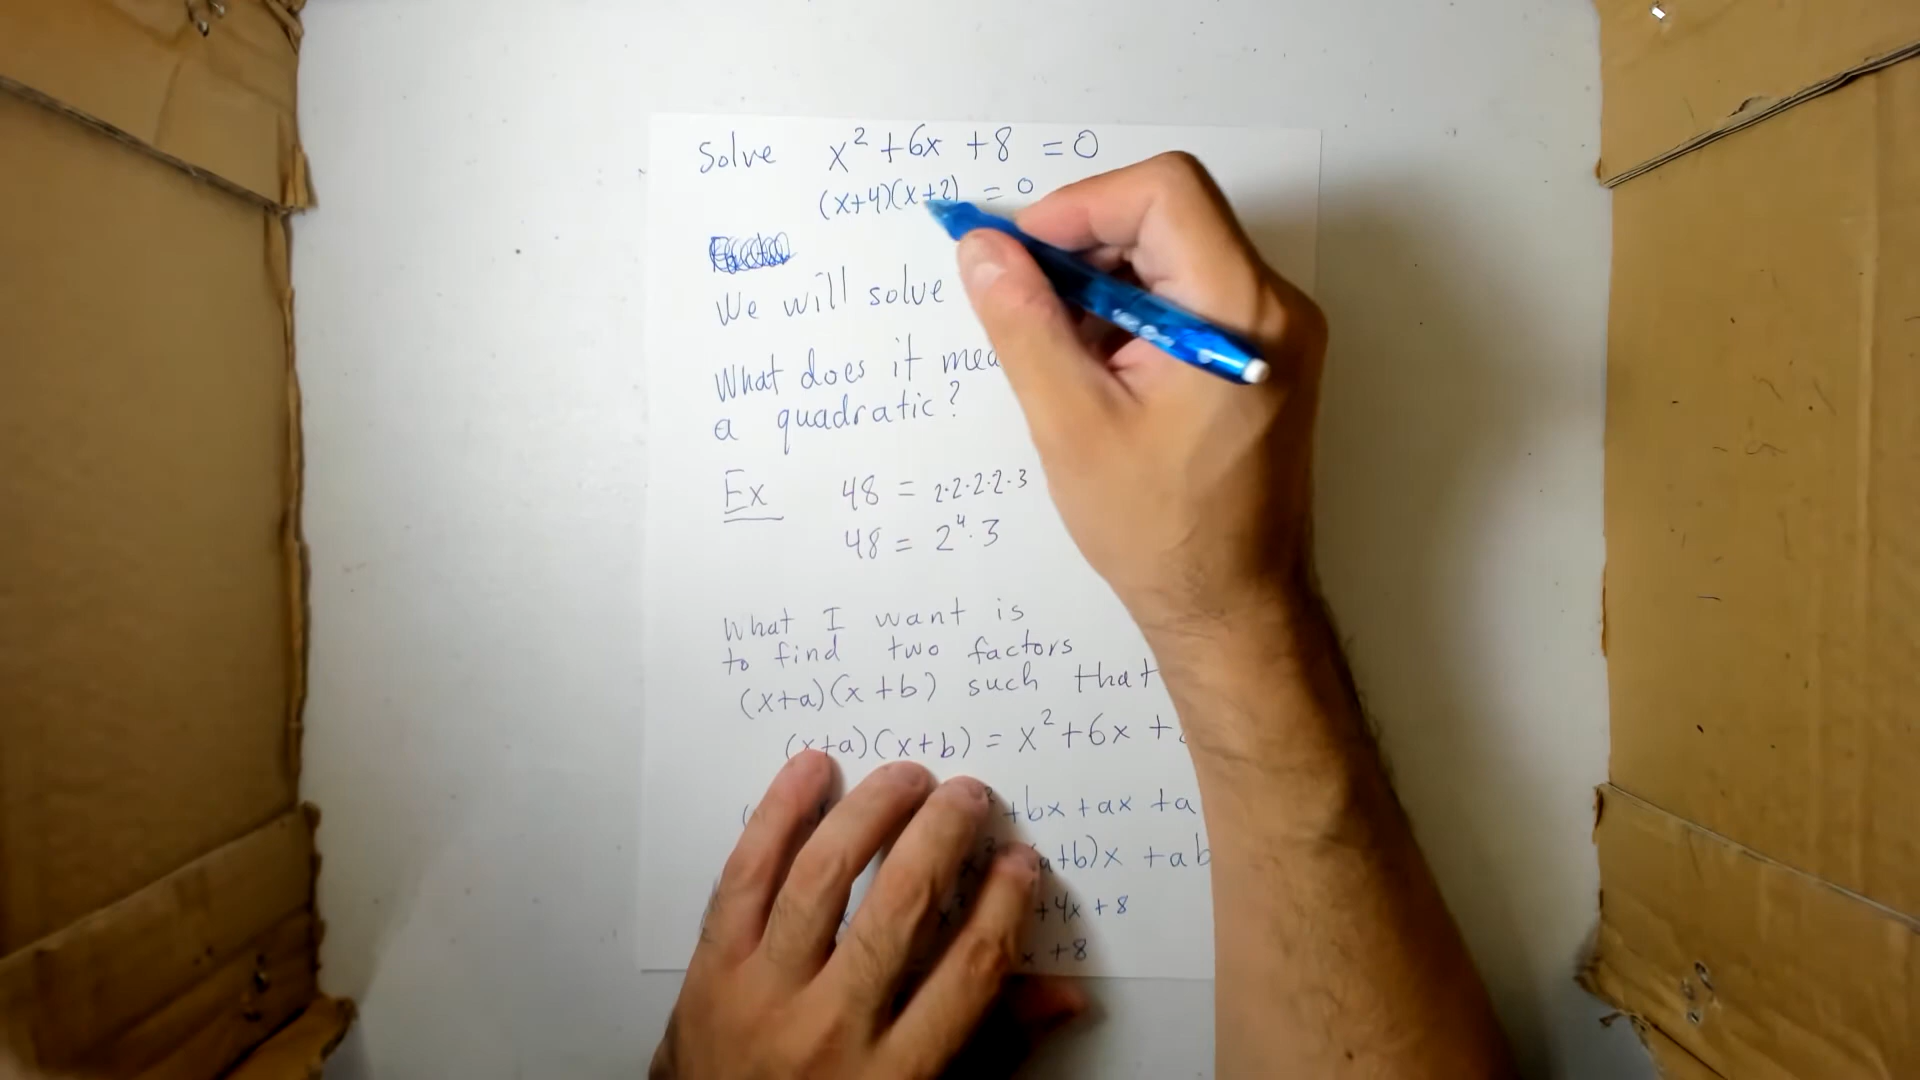 Solve x² + 6x + 8 = 0
(x+4)(x+2) = 0
We will solve
What does it mea
a quadratic?
Ex 48 = 2·2·2·2·3
48 = 2⁴·3
What I want is
to find two factors
(x+a)(x+b) such that
(x+a)(x+b) = x² + 6x +
+bx + ax + a
x² (a+b)x + ab
x² +4x + 8
x + 8